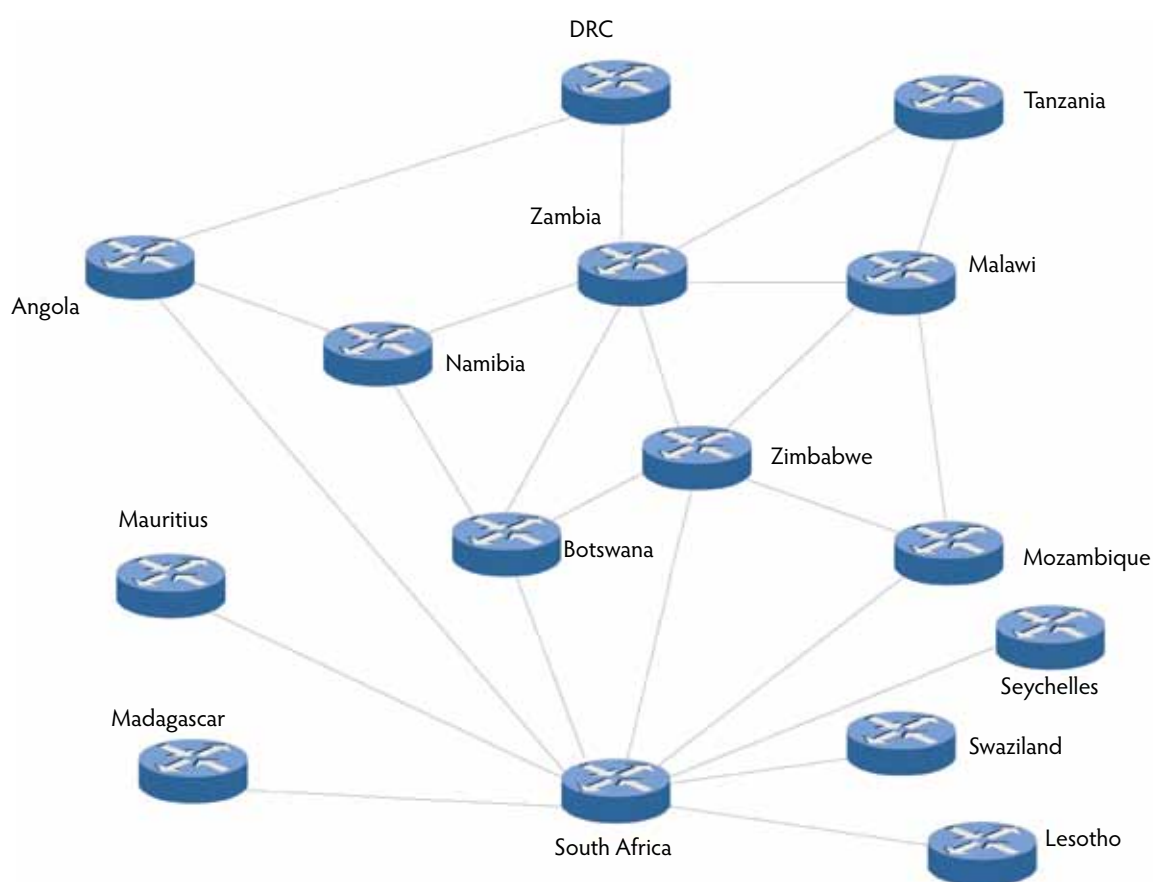 DRC
Tanzania
Zambia
Malawi
Angola
Namibia
Zimbabwe
Mauritius
Botswana
Mozambique
Seychelles
Madagascar
Swaziland
South Africa
Lesotho